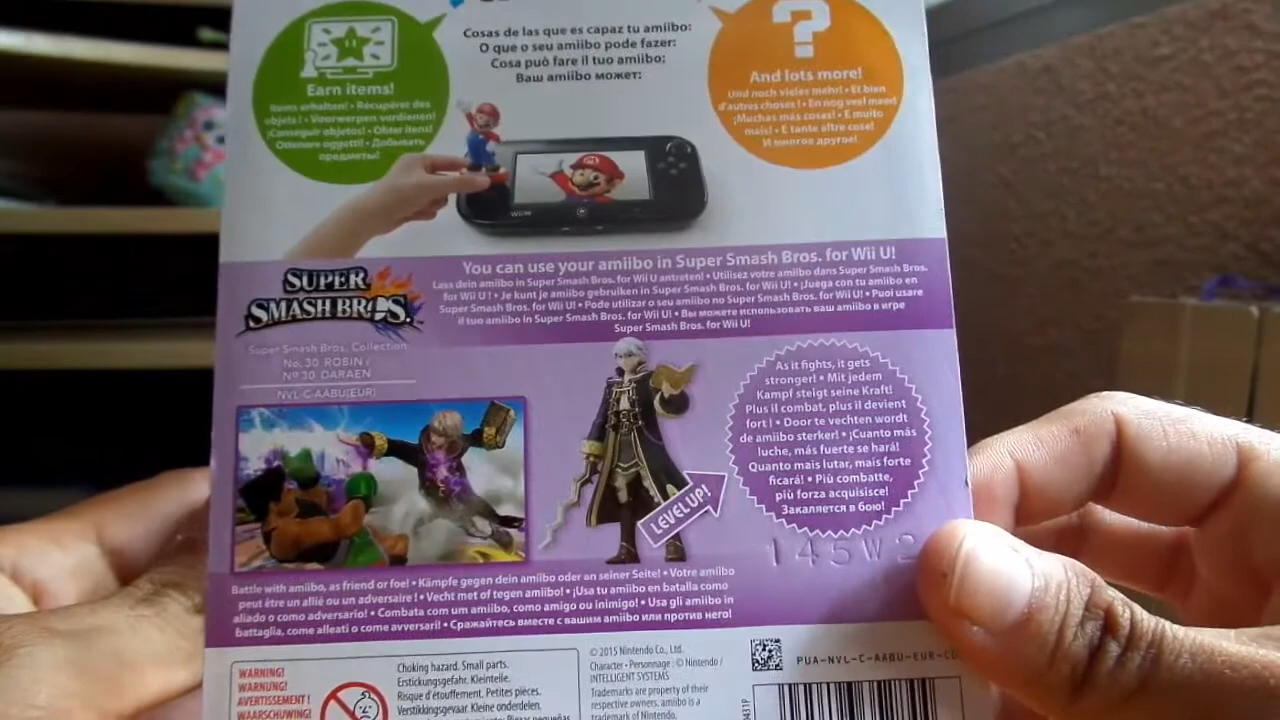 Earn items!
Items erhalten! • Récupérer des
objets! • Voorwerpen verdienen!
¡Conseguir objetos! • Obter itens!
Ottenere oggetti! • Добывать
предметы!
Cosas de las que es capaz tu amiibo:
O que o seu amiibo pode fazer:
Cosa può fare il tuo amiibo:
Ваш amiibo может:
?
And lots more!
Und noch vieles mehr! • Et bien
d'autres choses! • En nog veel meer!
¡Muchas más cosas! • E muito
mais! • E tante altre cose!
И многое другое!
Wii U
SUPER
SMASH BROS.
You can use your amiibo in Super Smash Bros. for Wii U!
Lass dein amiibo in Super Smash Bros. for Wii U antreten! • Utilisez votre amiibo dans Super Smash Bros.
for Wii U ! • Je kunt je amiibo gebruiken in Super Smash Bros. for Wii U! • ¡Juega con tu amiibo en
Super Smash Bros. for Wii U! • Pode utilizar o seu amiibo no Super Smash Bros. for Wii U! • Puoi usare
il tuo amiibo in Super Smash Bros. for Wii U! • Вы можете использовать ваш amiibo в игре
Super Smash Bros. for Wii U!
Super Smash Bros. Collection
No. 30 ROBIN /
Nº 30 DARAEN
NVL-C-AABU(EUR)
LEVEL UP!
As it fights, it gets
stronger! • Mit jedem
Kampf steigt seine Kraft!
Plus il combat, plus il devient
fort ! • Door te vechten wordt
de amiibo sterker! • ¡Cuanto más
luche, más fuerte se hará!
Quanto mais lutar, mais forte
ficará! • Più combatte,
più forza acquisisce!
Закаляется в бою!
145W2
Battle with amiibo, as friend or foe! • Kämpfe gegen dein amiibo oder an seiner Seite! • Votre amiibo
peut être un allié ou un adversaire ! • Vecht met of tegen amiibo! • ¡Usa tu amiibo en batalla como
aliado o como adversario! • Combata com um amiibo, como amigo ou inimigo! • Usa gli amiibo in
battaglia, come alleati o come avversari! • Сражайтесь вместе с вашим amiibo или против него!
WARNING!
WARNUNG!
AVERTISSEMENT !
WAARSCHUWING!
Choking hazard. Small parts.
Erstickungsgefahr. Kleinteile.
Risque d'étouffement. Petites pièces.
Verstikkingsgevaar. Kleine onderdelen.
© 2015 Nintendo Co., Ltd.
Character • Personnage : © Nintendo /
INTELLIGENT SYSTEMS
Trademarks are property of their
respective owners. amiibo is a
trademark of Nintendo.
PUA-NVL-C-AABU-EUR-C0